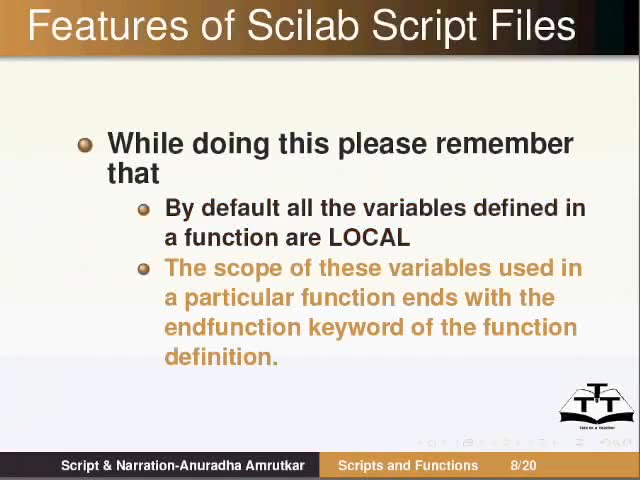 Features of Scilab Script Files
While doing this please remember
that
By default all the variables defined in
a function are LOCAL
The scope of these variables used in
a particular function ends with the
endfunction keyword of the function
definition.
T
T T
Script & Narration-Anuradha Amrutkar
Scripts and Functions
8/20